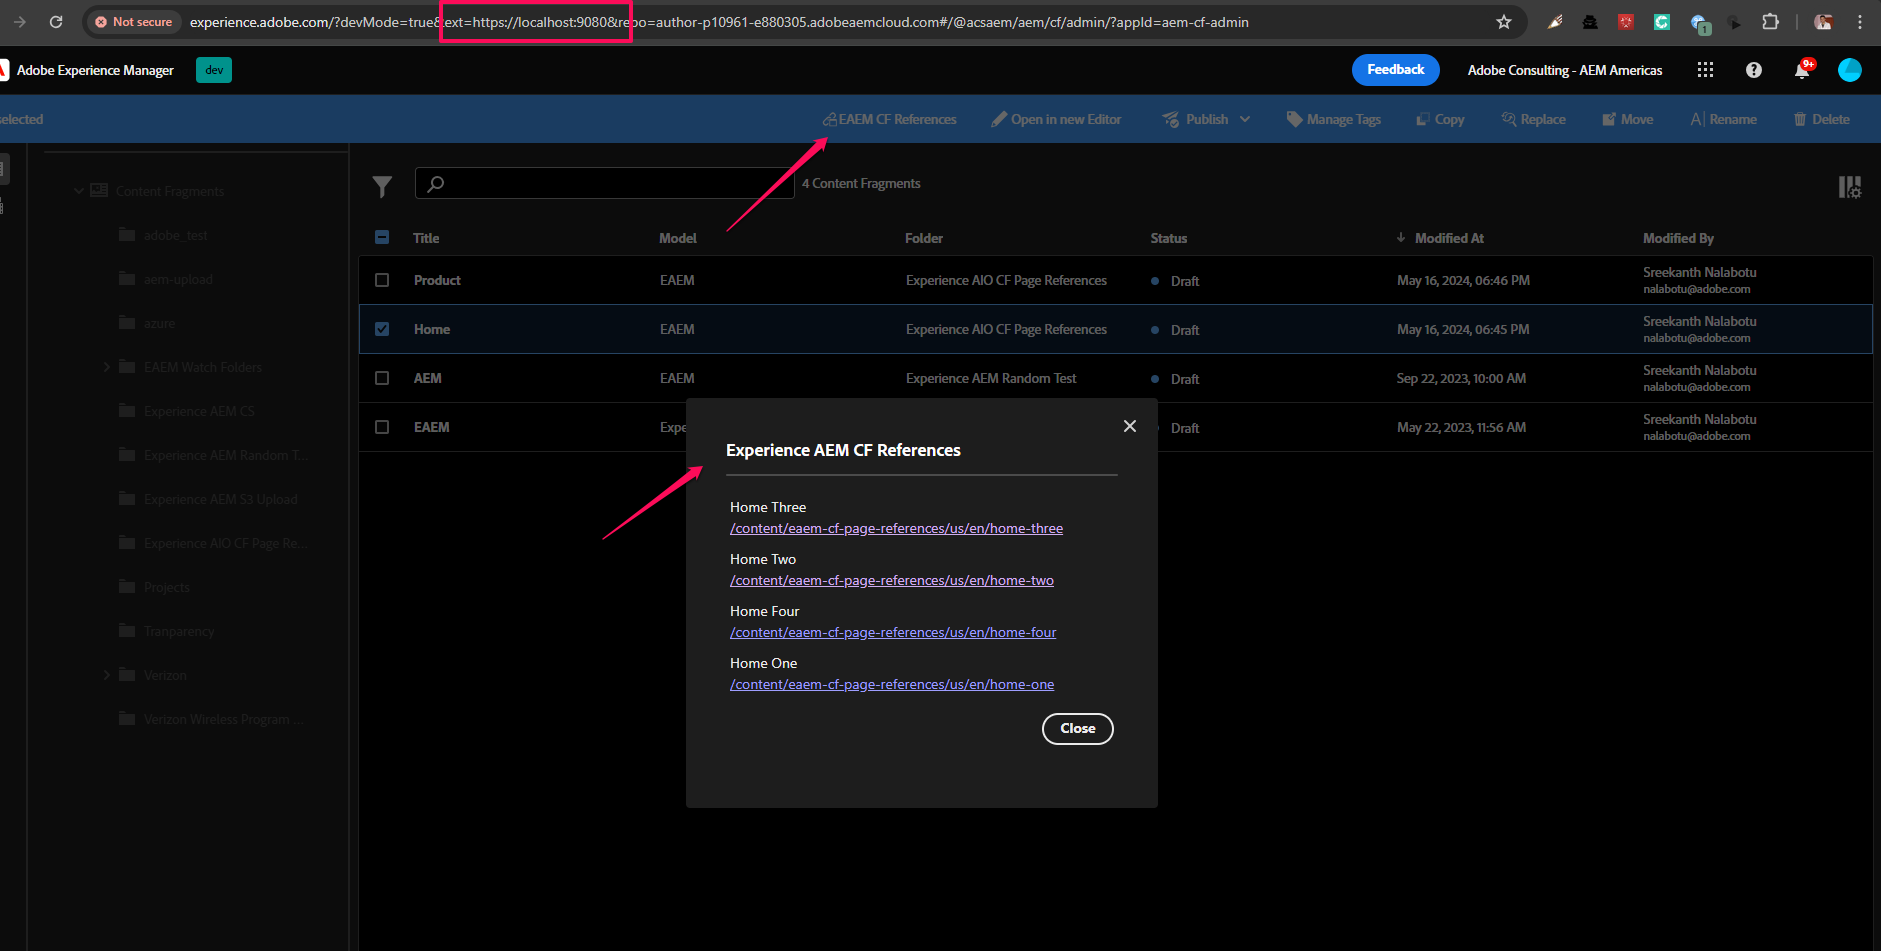 Not secure
experience.adobe.com/?devMode=true&ext=https://localhost:9080&repo=author-p10961-e880305.adobeaemcloud.com#/@acsaem/aem/cf/admin/?appId=aem-cf-admin
1
Adobe Experience Manager
dev
Feedback
Adobe Consulting - AEM Americas
9+
selected
EAEM CF References
Open in new Editor
Publish
Manage Tags
Copy
Replace
Move
Rename
Delete
Content Fragments
adobe_test
aem-upload
azure
EAEM Watch Folders
Experience AEM CS
Experience AEM Random T...
Experience AEM S3 Upload
Experience AIO CF Page Re...
Projects
Tranparency
Verizon
Verizon Wireless Program ...
4 Content Fragments
Title Model Folder Status Modified At Modified By
Product EAEM Experience AIO CF Page References Draft May 16, 2024, 06:46 PM Sreekanth Nalabotu
nalabotu@adobe.com
Home EAEM Experience AIO CF Page References Draft May 16, 2024, 06:45 PM Sreekanth Nalabotu
nalabotu@adobe.com
AEM EAEM Experience AEM Random Test Draft Sep 22, 2023, 10:00 AM Sreekanth Nalabotu
nalabotu@adobe.com
EAEM Expe Draft May 22, 2023, 11:56 AM Sreekanth Nalabotu
nalabotu@adobe.com
Experience AEM CF References
Home Three
/content/eaem-cf-page-references/us/en/home-three
Home Two
/content/eaem-cf-page-references/us/en/home-two
Home Four
/content/eaem-cf-page-references/us/en/home-four
Home One
/content/eaem-cf-page-references/us/en/home-one
Close